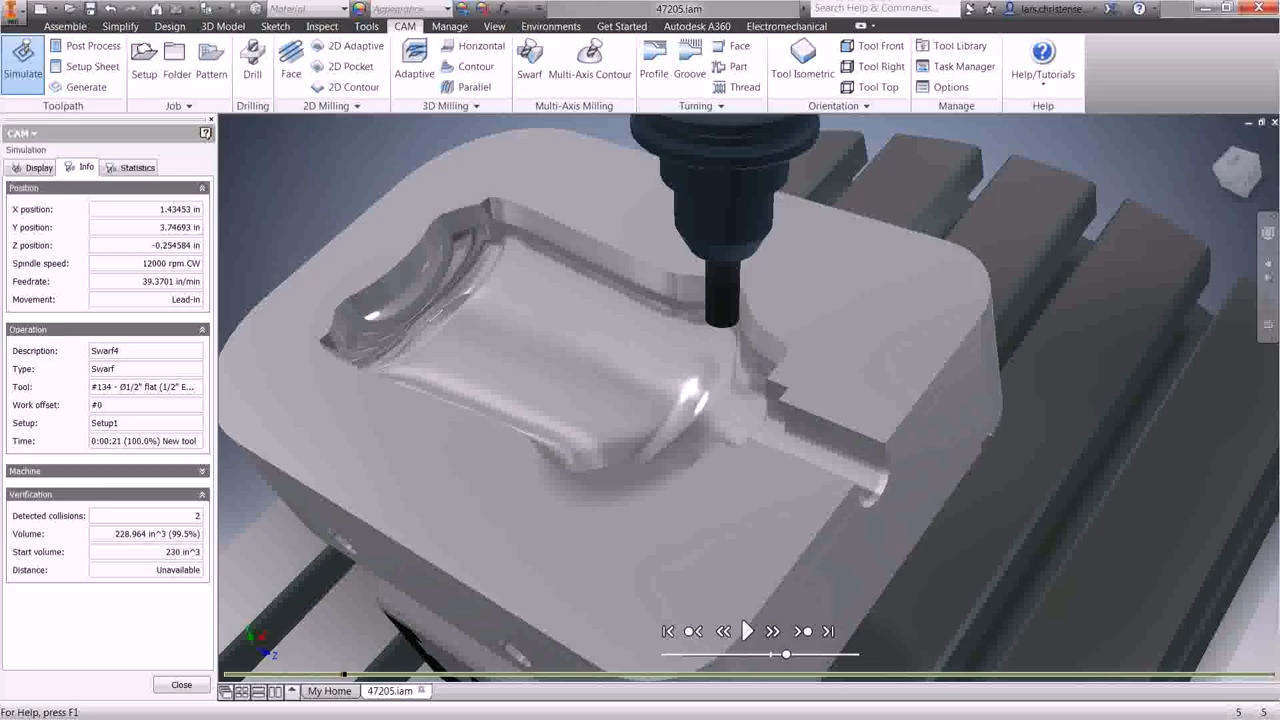 Material
Appearance
47205.iam
Search Help & Commands...
lars.christense...
Assemble Simplify Design 3D Model Sketch Inspect Tools CAM Manage View Environments Get Started Autodesk A360 Electromechanical
Simulate
Post Process
Setup Sheet
Generate
Toolpath
Setup Folder Pattern
Job
Drill
Drilling
Face
2D Adaptive
2D Pocket
2D Contour
2D Milling
Adaptive
Horizontal
Contour
Parallel
3D Milling
Swarf Multi-Axis Contour
Multi-Axis Milling
Profile Groove
Face
Part
Thread
Turning
Tool Isometric
Tool Front
Tool Right
Tool Top
Orientation
Tool Library
Task Manager
Options
Manage
Help/Tutorials
Help
CAM
Simulation
Display Info Statistics
Position
X position: 1.43453 in
Y position: 3.74693 in
Z position: -0.254584 in
Spindle speed: 12000 rpm CW
Feedrate: 39.3701 in/min
Movement: Lead-in
Operation
Description: Swarf4
Type: Swarf
Tool: #134 - Ø1/2" flat (1/2" E...
Work offset: #0
Setup: Setup1
Time: 0:00:21 (100.0%) New tool
Machine
Verification
Detected collisions: 2
Volume: 228.964 in^3 (99.5%)
Start volume: 230 in^3
Distance: Unavailable
Close
Z
My Home 47205.iam
For Help, press F1
5 5